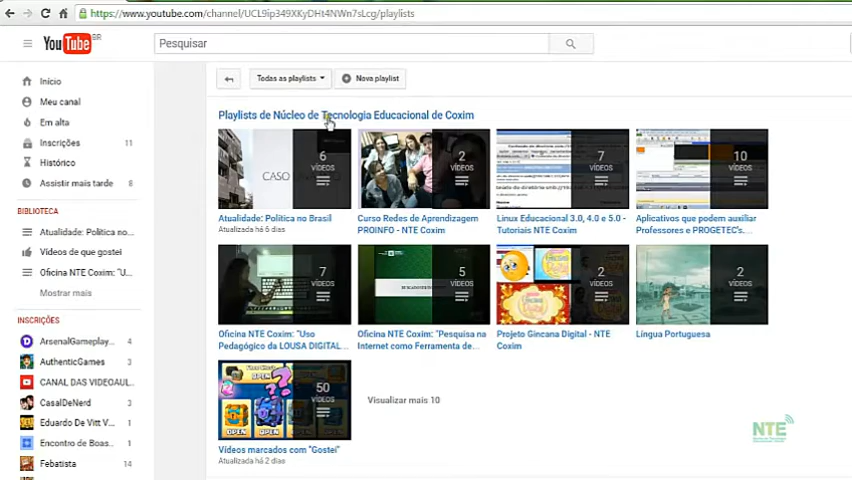 https://www.youtube.com/channel/UCL9ip349XKyDHt4NWn7sLcg/playlists
YouTube BR
Pesquisar
Início
Meu canal
Em alta
Inscrições 11
Histórico
Assistir mais tarde 8
BIBLIOTECA
Atualidade: Política no...
Vídeos de que gostei
Oficina NTE Coxim: "U...
Mostrar mais
INSCRIÇÕES
ArsenalGameplay... 4
AuthenticGames 3
CANAL DAS VIDEOAUL...
CasalDeNerd 3
Eduardo De Vitt V... 1
Encontro de Boas... 1
Febatista 14
Todas as playlists
Nova playlist
Playlists de Núcleo de Tecnologia Educacional de Coxim
CASO
6 VÍDEOS
2 VÍDEOS
7 VÍDEOS
10 VÍDEOS
Atualidade: Política no Brasil
Atualizada há 6 dias
Curso Redes de Aprendizagem
PROINFO - NTE Coxim
Linux Educacional 3.0, 4.0 e 5.0 -
Tutoriais NTE Coxim
Aplicativos que podem auxiliar
Professores e PROGETEC's...
7 VÍDEOS
5 VÍDEOS
2 VÍDEOS
2 VÍDEOS
Oficina NTE Coxim: "Uso
Pedagógico da LOUSA DIGITAL...
Oficina NTE Coxim: "Pesquisa na
Internet como Ferramenta de...
Projeto Gincana Digital - NTE
Coxim
Língua Portuguesa
OPEN OPEN
OPEN OPEN
50 VÍDEOS
Visualizar mais 10
Vídeos marcados com "Gostei"
Atualizada há 2 dias
NTE